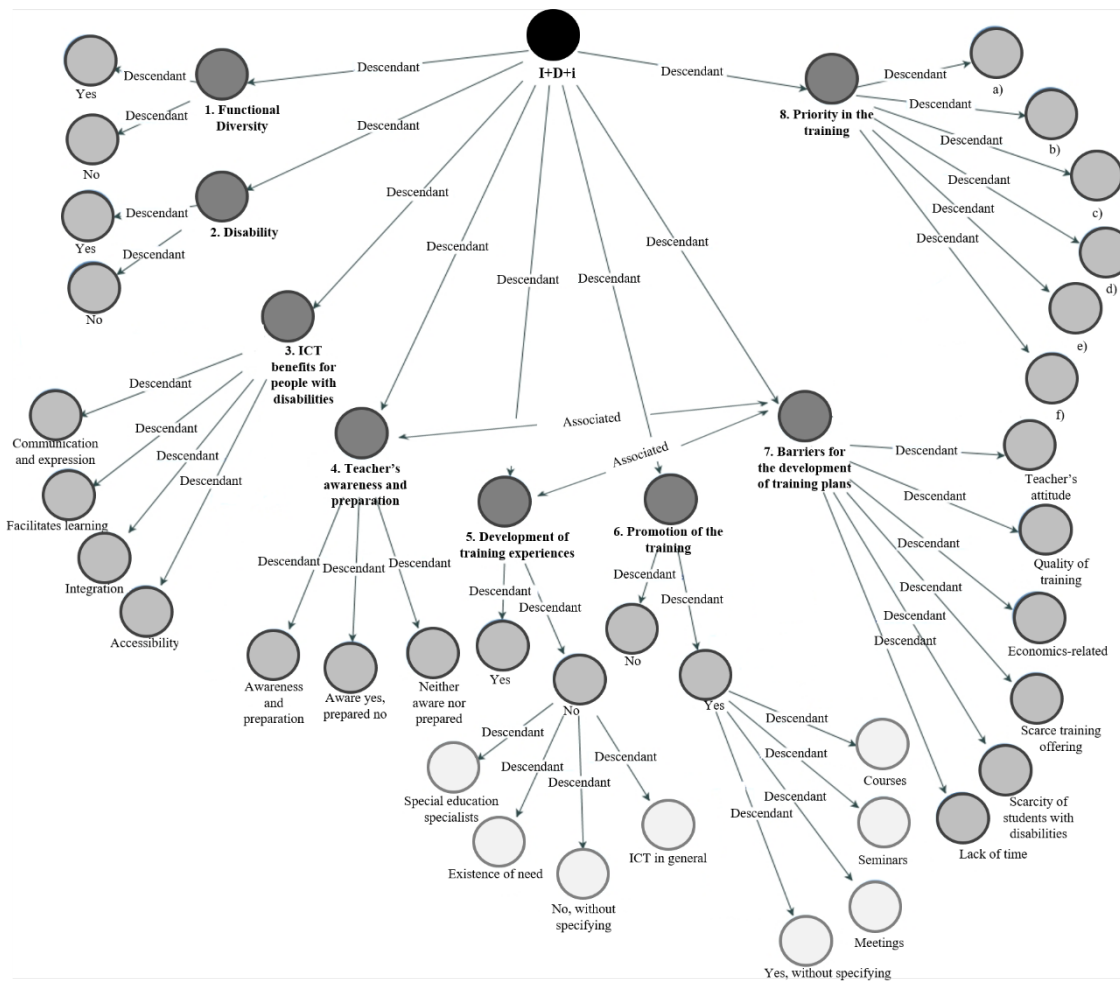 I+D+i
Descendant
Descendant
Descendant
Descendant
Descendant
Descendant
Descendant
Descendant
1. Functional
Diversity
Descendant
Yes
Descendant
No
2. Disability
Descendant
Yes
Descendant
No
3. ICT
benefits for
people with
disabilities
Descendant
Communication
and expression
Descendant
Facilitates learning
Descendant
Integration
Descendant
Accessibility
4. Teacher's
awareness and
preparation
Descendant
Descendant
Descendant
Awareness
and
preparation
Aware yes,
prepared no
Neither
aware nor
prepared
Associated
Associated
5. Development of
training experiences
Descendant
Descendant
Yes
No
Descendant
Descendant
Descendant
Descendant
Special education
specialists
Existence of need
No, without
specifying
ICT in general
6. Promotion of the
training
Descendant
Descendant
No
Yes
Descendant
Descendant
Descendant
Descendant
Courses
Seminars
Meetings
Yes, without specifying
7. Barriers for
the development
of training plans
Descendant
Descendant
Descendant
Descendant
Descendant
Descendant
Teacher's
attitude
Quality of
training
Economics-related
Scarce training
offering
Scarcity of
students with
disabilities
Lack of time
8. Priority in the
training
Descendant
Descendant
Descendant
Descendant
Descendant
Descendant
a)
b)
c)
d)
e)
f)